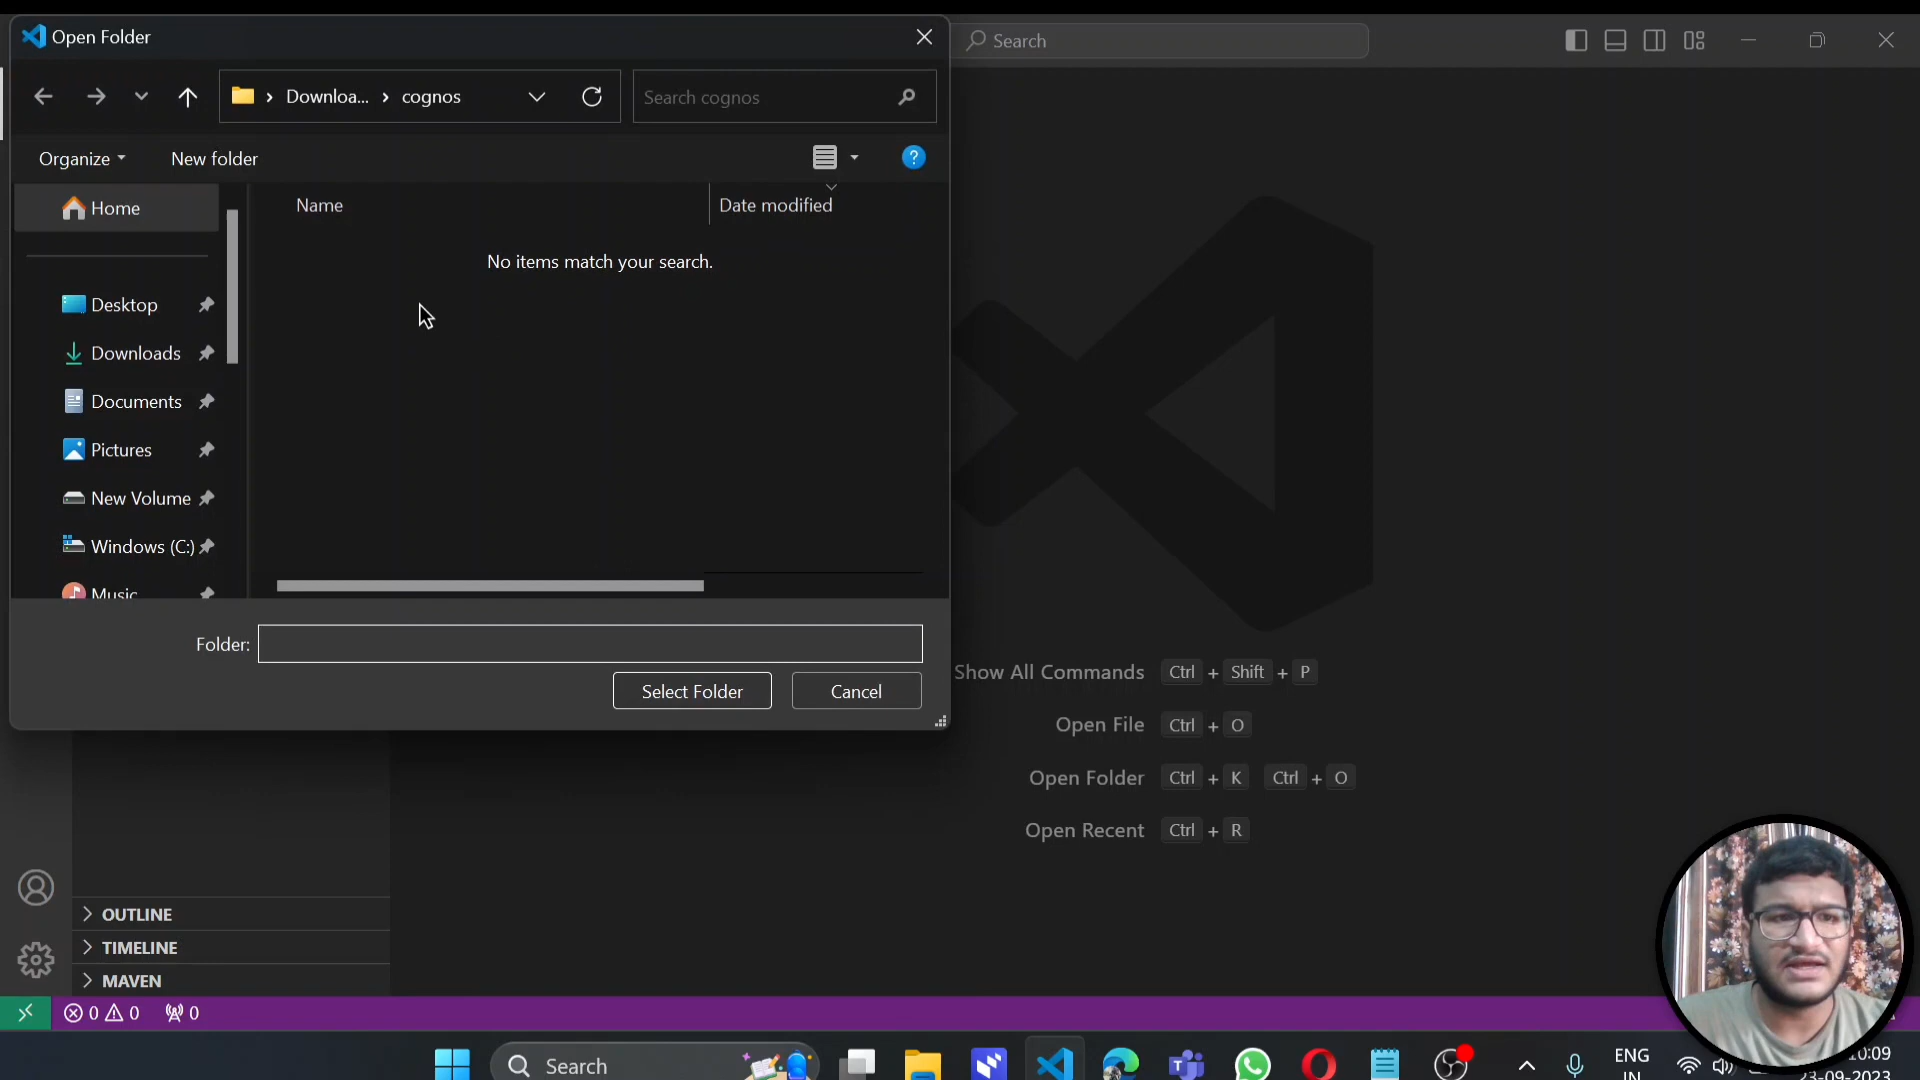 Open Folder
Search
Downloa... > cognos
Search cognos
Organize
New folder
?
Home
Name
Date modified
No items match your search.
Desktop
Downloads
Documents
Pictures
New Volume
Windows (C:)
Music
Folder:
Select Folder
Cancel
Show All Commands Ctrl + Shift + P
Open File Ctrl + O
Open Folder Ctrl + K Ctrl + O
Open Recent Ctrl + R
OUTLINE
TIMELINE
MAVEN
0 0 0
Search
ENG
IN
10:09
23-09-2023